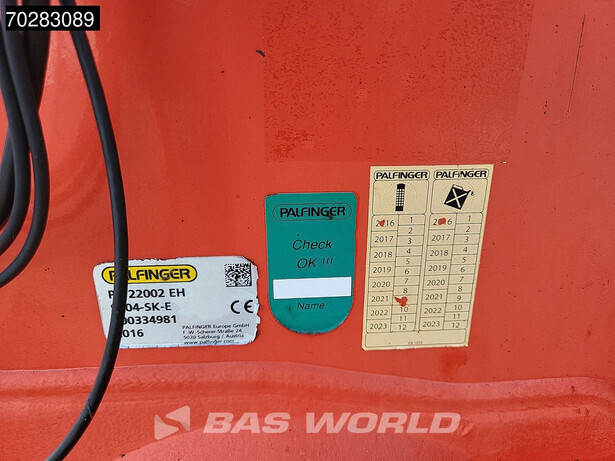 70283089
PALFINGER
22002 EH
04-SK-E
00334981
016
CE
PALFINGER Europe GmbH
F.-W.-Scherer-Straße 24
5020 Salzburg / Austria
www.palfinger.com
PALFINGER
Check
OK !!!
Name
PALFINGER PALFINGER
2016 1 2016 1
2 2
2017 3 2017 3
4 4
2018 5 2018 5
6 6
2019 7 2019 7
2020 8 2020 8
9 9
2021 10 2021 10
2022 11 2022 11
2023 12 2023 12
BAS WORLD